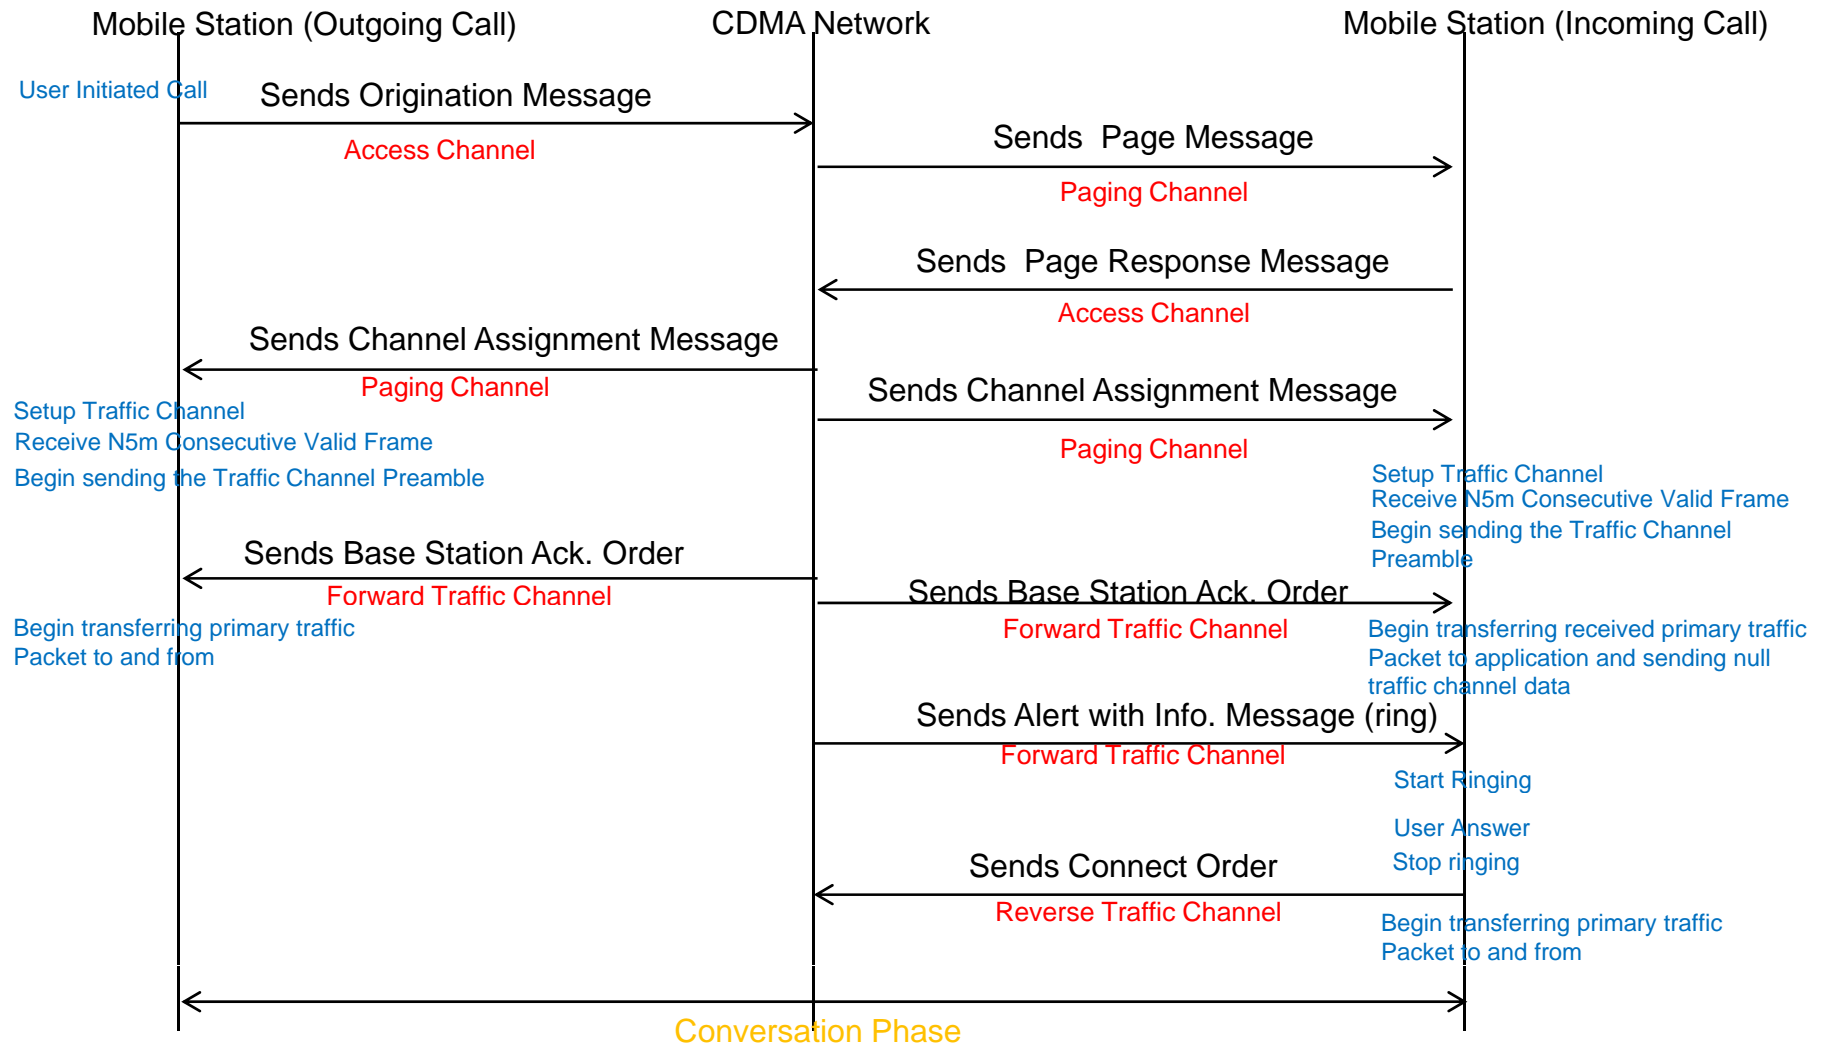 Mobile Station (Outgoing Call)
CDMA Network
Mobile Station (Incoming Call)
User Initiated Call
Sends Origination Message
Access Channel
Sends Page Message
Paging Channel
Sends Page Response Message
Access Channel
Sends Channel Assignment Message
Paging Channel
Sends Channel Assignment Message
Paging Channel
Setup Traffic Channel
Receive N5m Consecutive Valid Frame
Begin sending the Traffic Channel Preamble
Setup Traffic Channel
Receive N5m Consecutive Valid Frame
Begin sending the Traffic Channel
Preamble
Sends Base Station Ack. Order
Forward Traffic Channel
Sends Base Station Ack. Order
Forward Traffic Channel
Begin transferring primary traffic
Packet to and from
Begin transferring received primary traffic
Packet to application and sending null
traffic channel data
Sends Alert with Info. Message (ring)
Forward Traffic Channel
Start Ringing
User Answer
Stop ringing
Sends Connect Order
Reverse Traffic Channel
Begin transferring primary traffic
Packet to and from
Conversation Phase